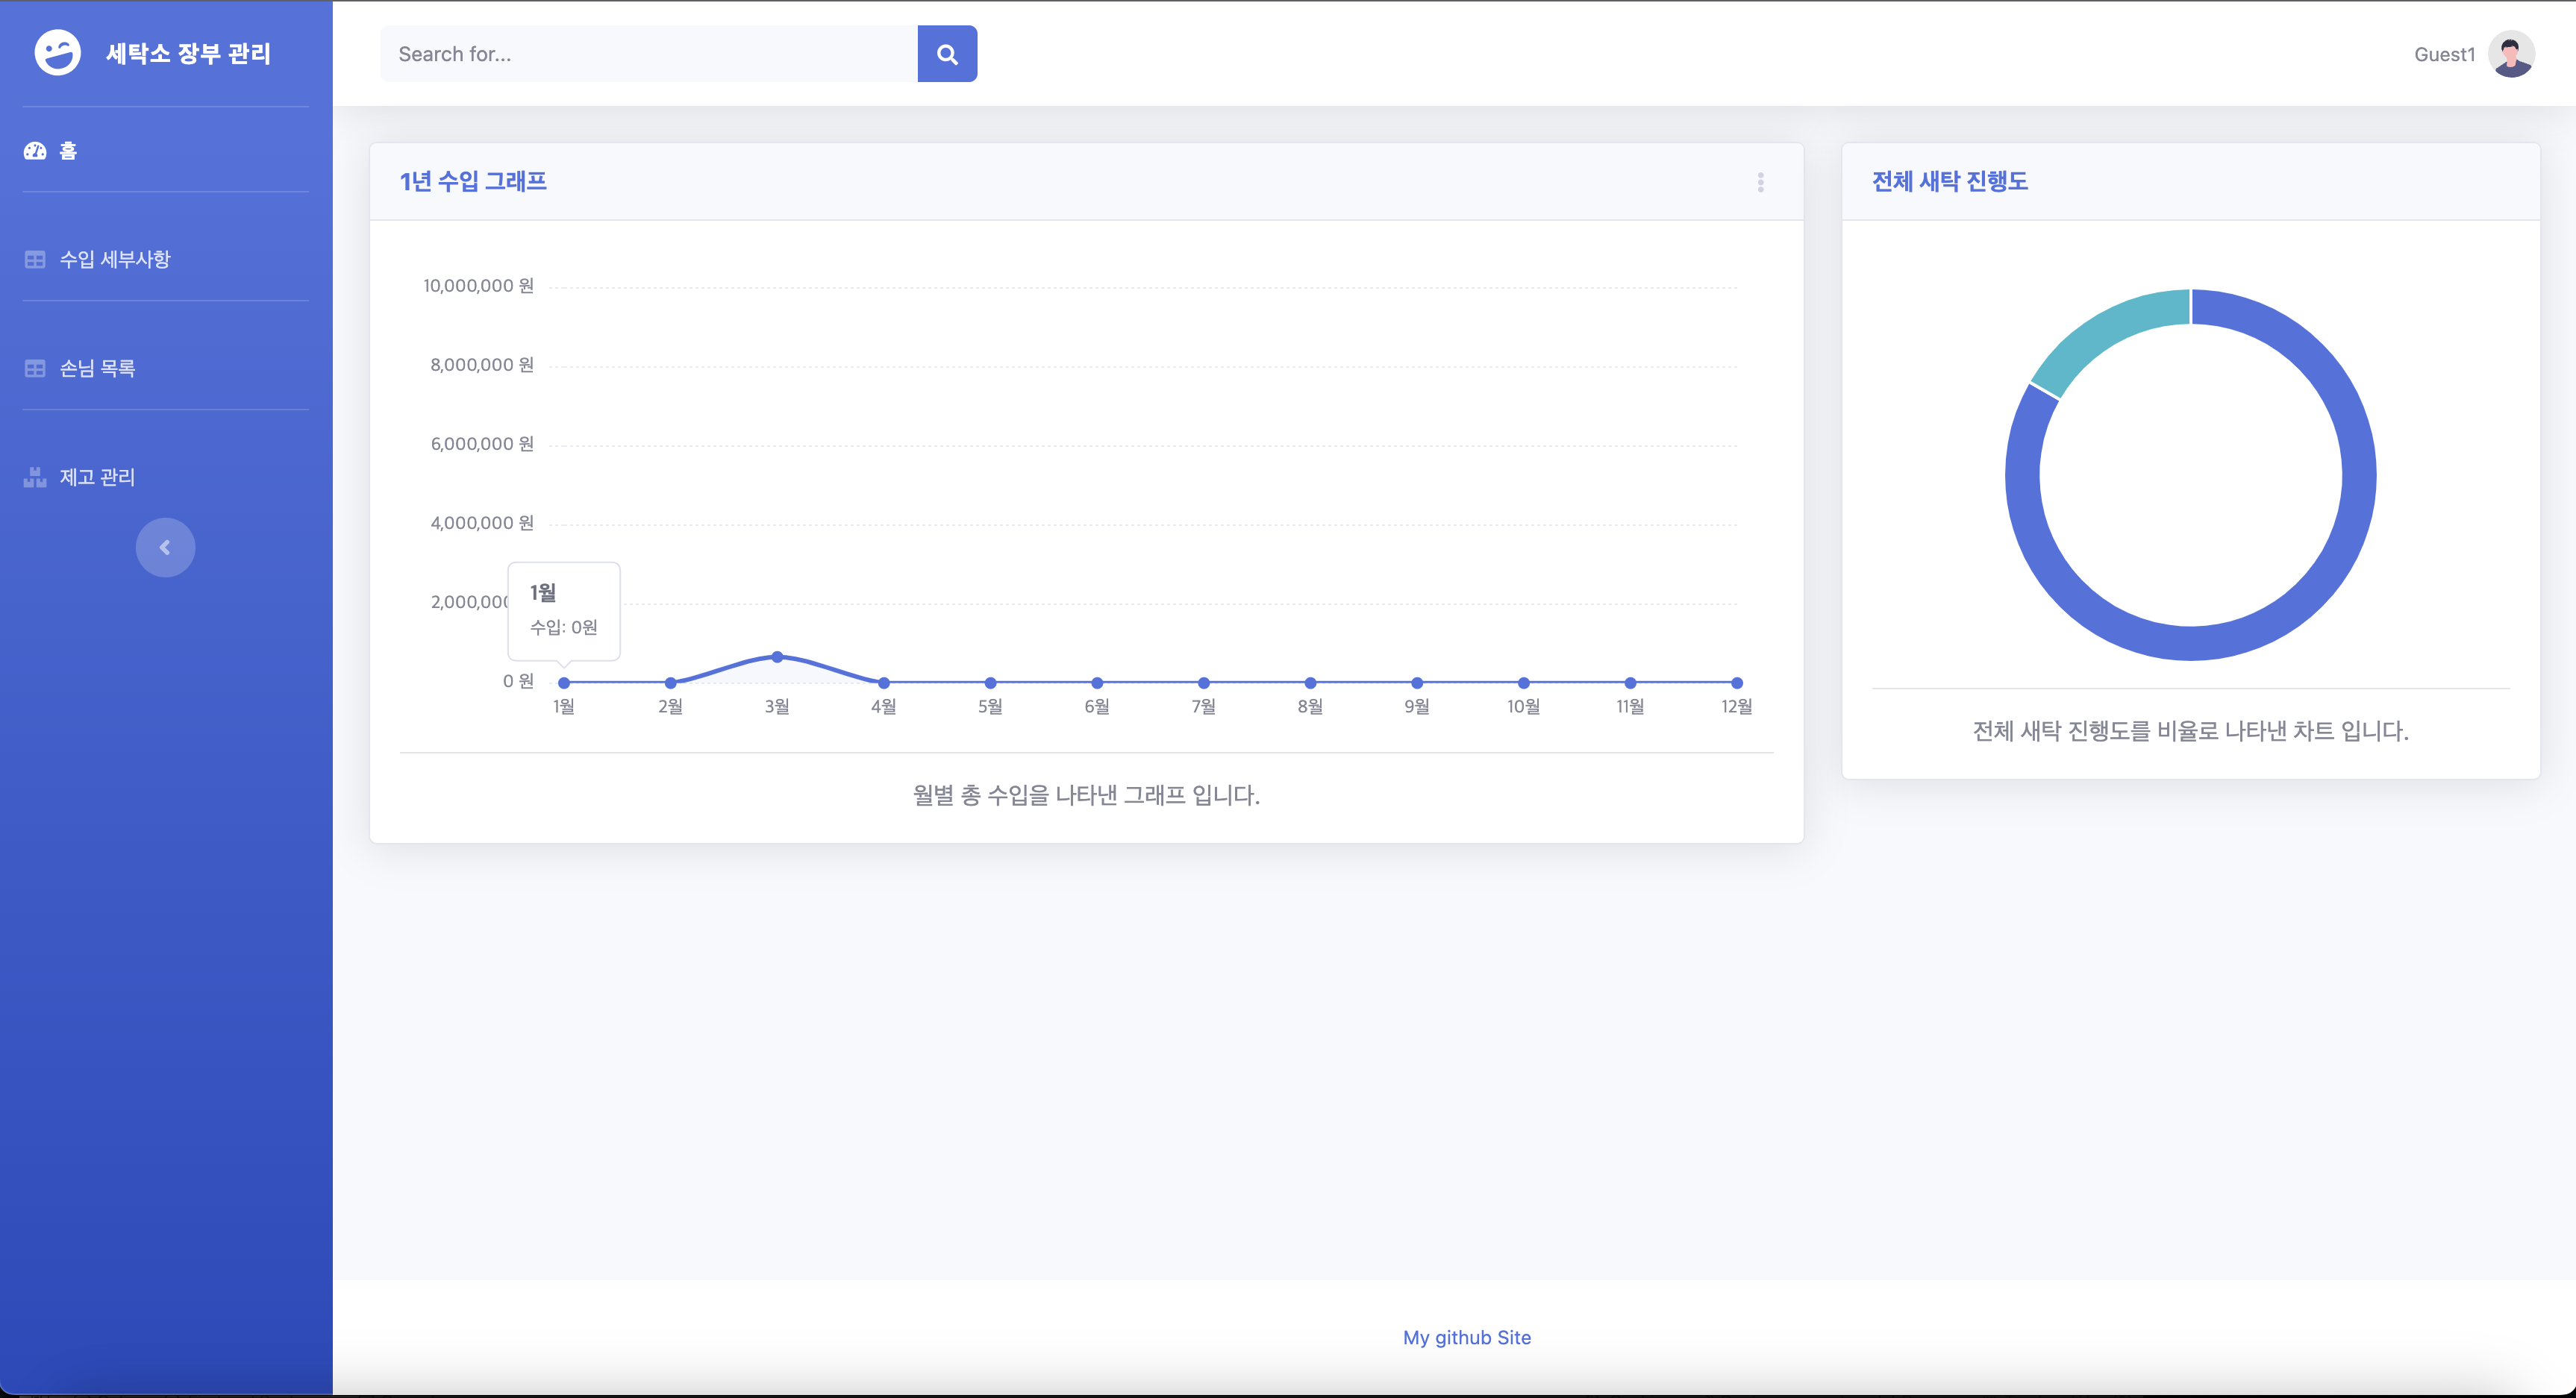 세탁소 장부 관리
Search for...
Guest1
홈
수입 세부사항
손님 목록
제고 관리
1년 수입 그래프
10,000,000 원
8,000,000 원
6,000,000 원
4,000,000 원
2,000,000
1월
수입: 0원
0 원
1월 2월 3월 4월 5월 6월 7월 8월 9월 10월 11월 12월
월별 총 수입을 나타낸 그래프 입니다.
전체 새탁 진행도
전체 새탁 진행도를 비율로 나타낸 차트 입니다.
My github Site